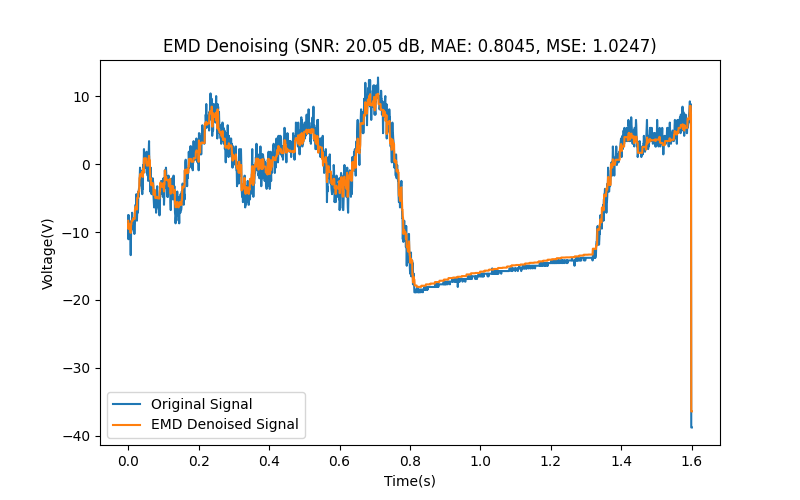 EMD Denoising (SNR: 20.05 dB, MAE: 0.8045, MSE: 1.0247)
10
0
−10
−20
−30
−40
Voltage(V)
Original Signal
EMD Denoised Signal
0.0 0.2 0.4 0.6 0.8 1.0 1.2 1.4 1.6
Time(s)